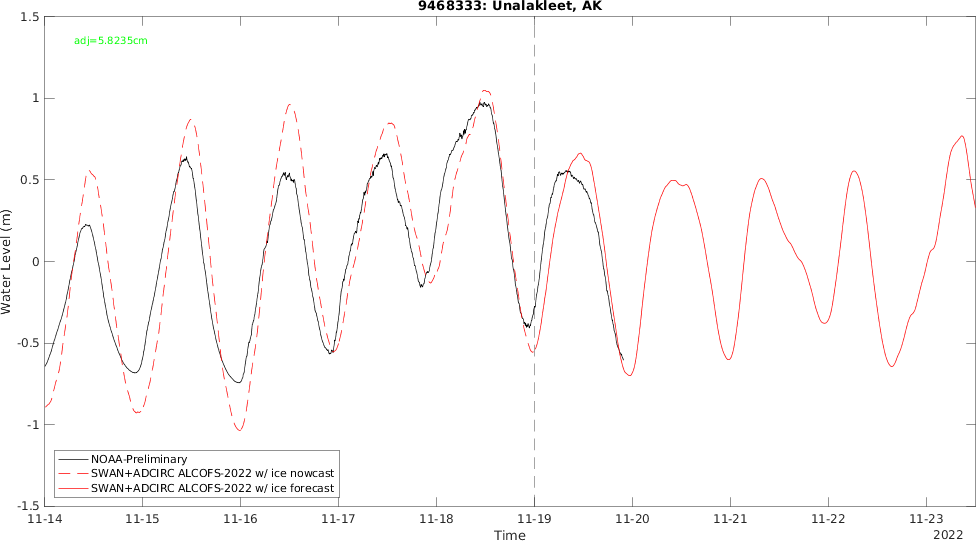 9468333: Unalakleet, AK
1.5
adj=5.8235cm
1
0.5
0
-0.5
-1
-1.5
Water Level (m)
NOAA-Preliminary
SWAN+ADCIRC ALCOFS-2022 w/ ice nowcast
SWAN+ADCIRC ALCOFS-2022 w/ ice forecast
11-14 11-15 11-16 11-17 11-18 11-19 11-20 11-21 11-22 11-23
Time
2022